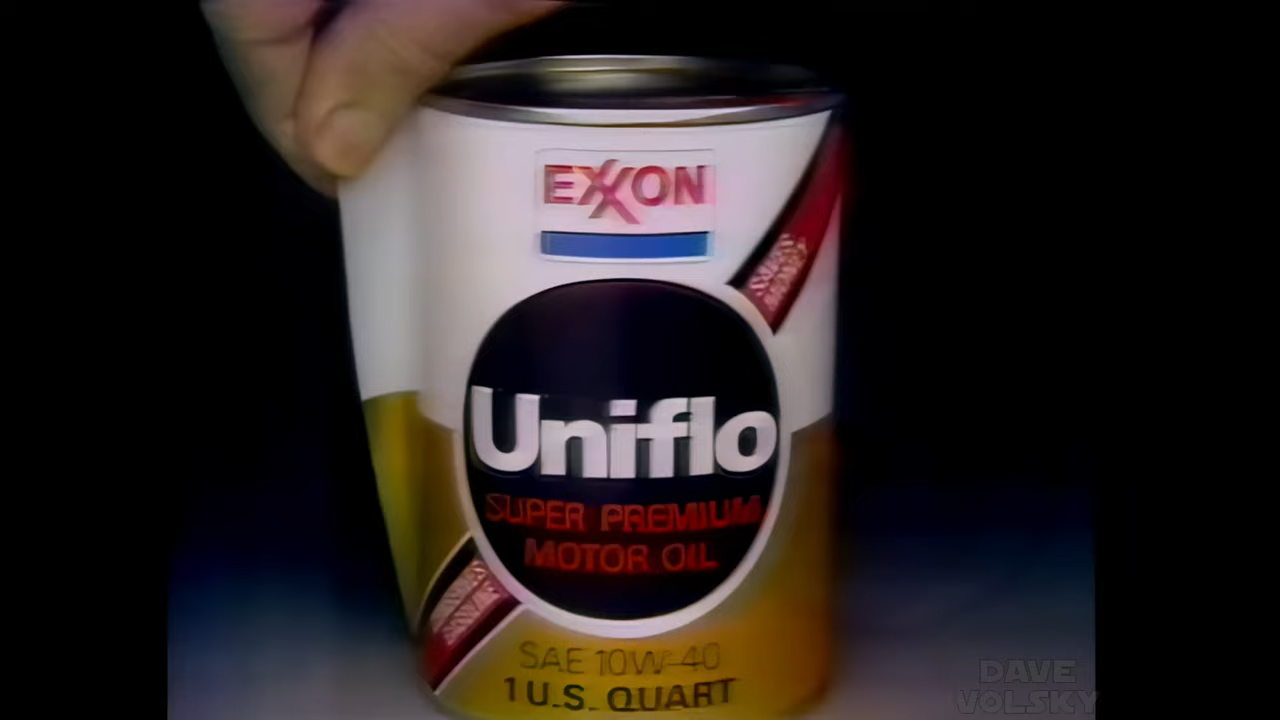 EXXON
Uniflo
SUPER PREMIUM
MOTOR OIL
SAE 10W-40
1 U.S. QUART
DAVE
VOLSKY